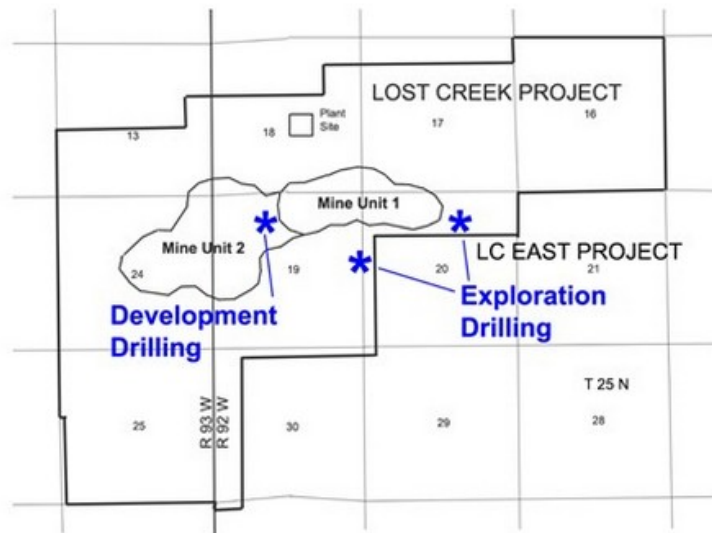 LOST CREEK PROJECT
16
13
18
Plant
Site
17
Mine Unit 1
*
*
Mine Unit 2
LC EAST PROJECT
*
24
19
20
21
Development
Drilling
Exploration
Drilling
T 25 N
25
R 93 W
R 92 W
30
29
28